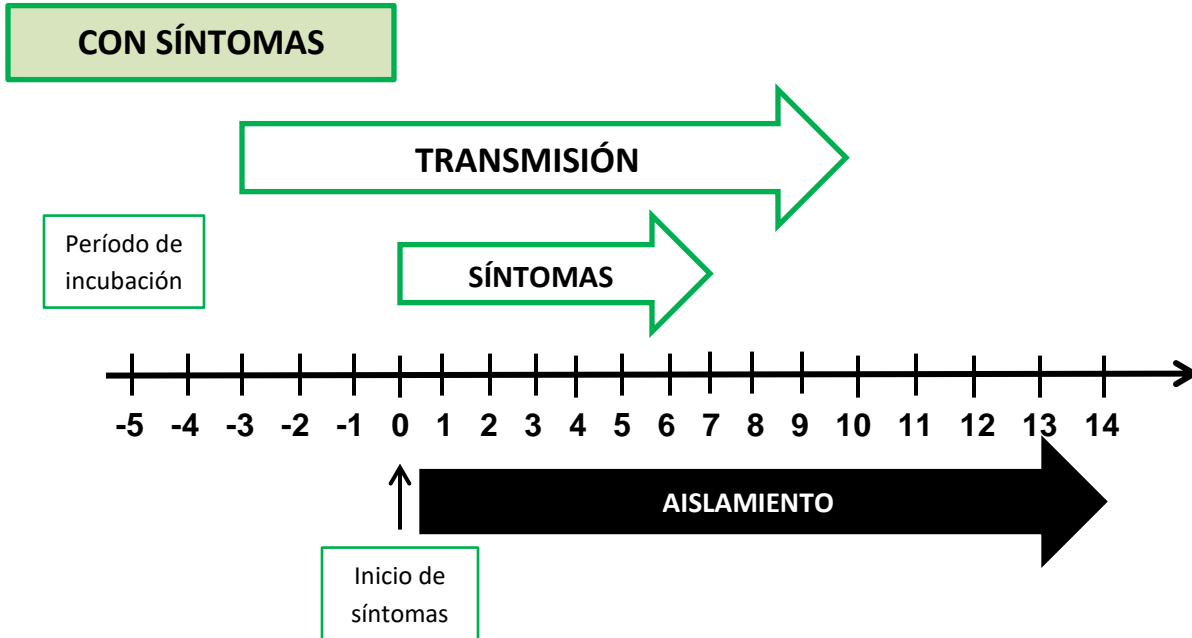 CON SÍNTOMAS
TRANSMISIÓN
Período de
incubación
SÍNTOMAS
-5 -4 -3 -2 -1 0 1 2 3 4 5 6 7 8 9 10 11 12 13 14
AISLAMIENTO
Inicio de
síntomas